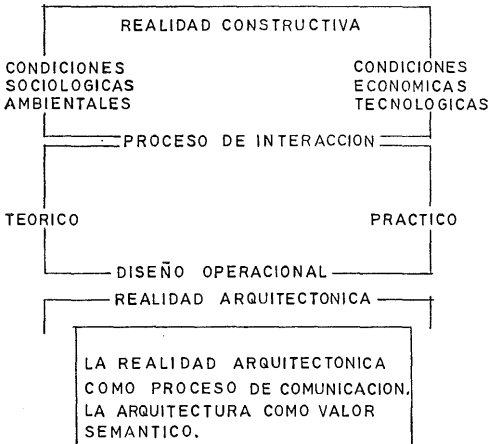 REALIDAD CONSTRUCTIVA
CONDICIONES
SOCIOLOGICAS
AMBIENTALES
CONDICIONES
ECONOMICAS
TECNOLOGICAS
PROCESO DE INTERACCION
TEORICO
PRACTICO
DISEÑO OPERACIONAL
REALIDAD ARQUITECTONICA
LA REALIDAD ARQUITECTONICA
COMO PROCESO DE COMUNICACION.
LA ARQUITECTURA COMO VALOR
SEMANTICO.